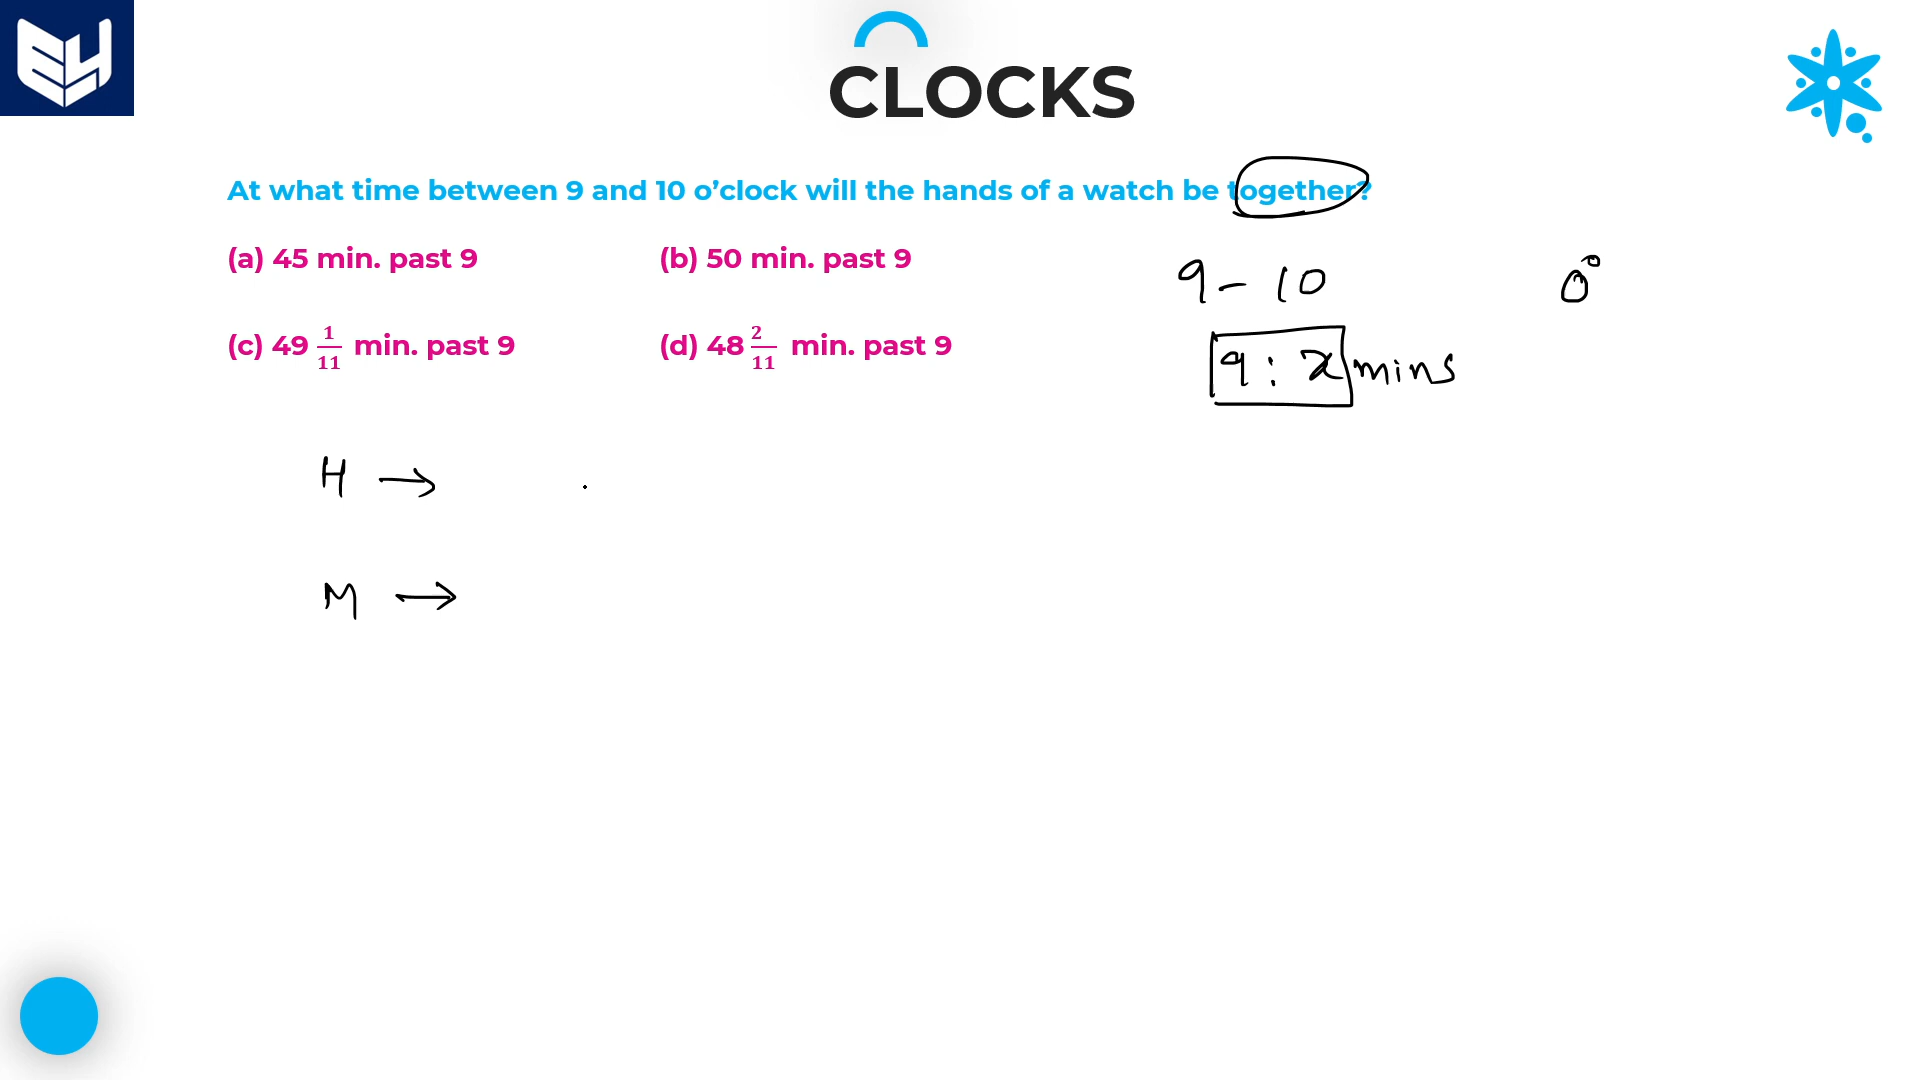 CLOCKS
At what time between 9 and 10 o’clock will the hands of a watch be together?
(a) 45 min. past 9 (b) 50 min. past 9
9 - 10 0°
(c) 49 1/11 min. past 9 (d) 48 2/11 min. past 9
9 : x mins
H →
M →